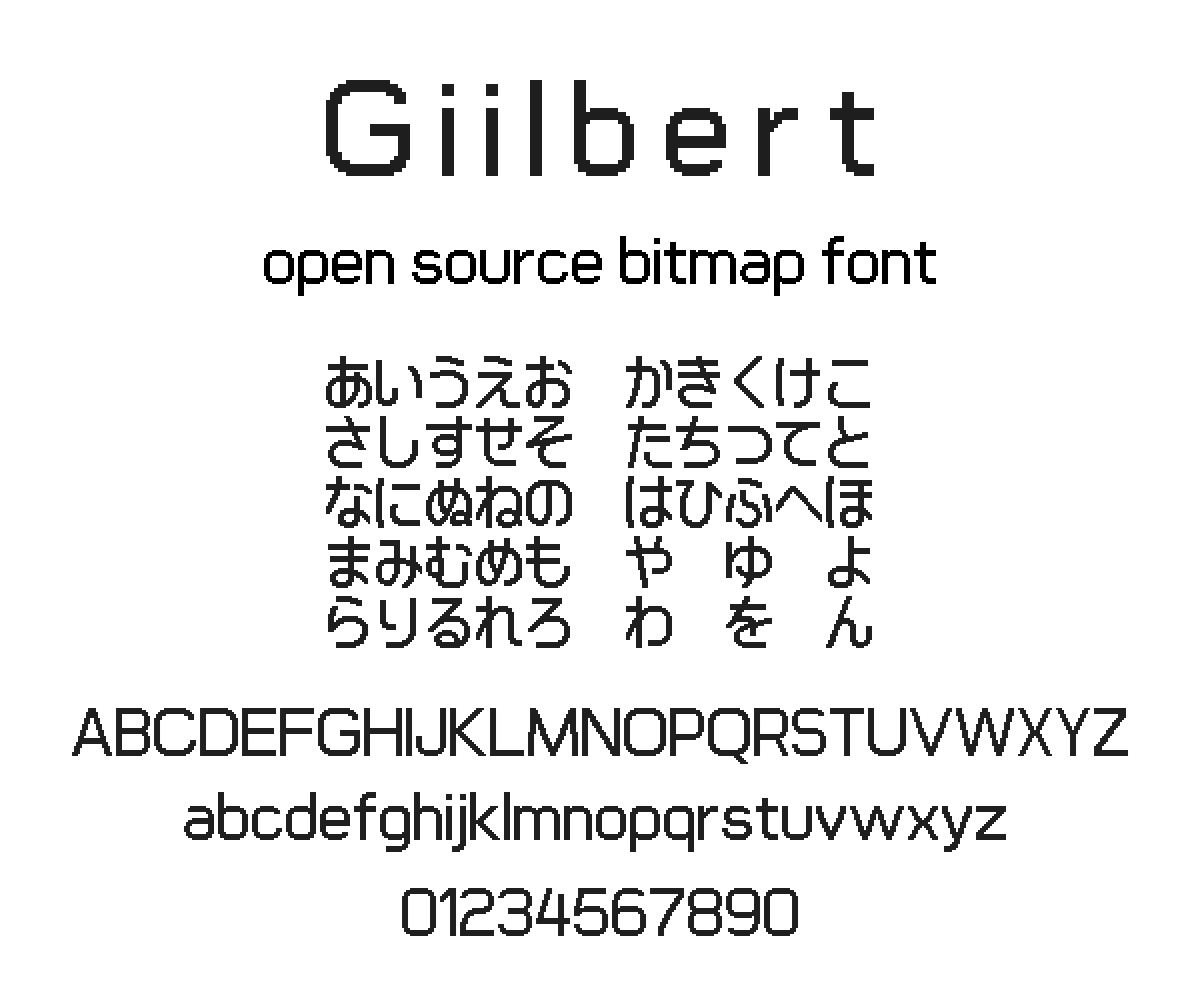 Giilbert
open source bitmap font
あいうえお かきくけこ
さしすせそ たちつてと
なにぬねの はひふへほ
まみむめも や ゆ よ
らりるれろ わ を ん
ABCDEFGHIJKLMNOPQRSTUVWXYZ
abcdefghijklmnopqrstuvwxyz
01234567890